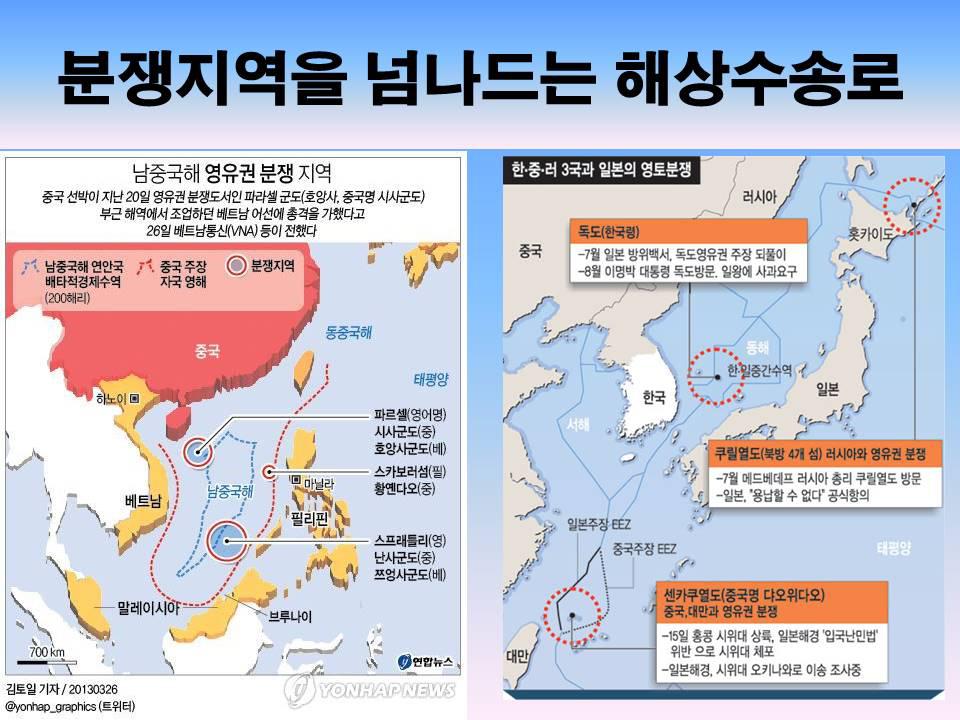 분쟁지역을 넘나드는 해상수송로
남중국해 영유권 분쟁 지역
중국 선박이 지난 20일 영유권 분쟁도서인 파라셀 군도(호앙사, 중국명 시사군도)
부근 해역에서 조업하던 베트남 어선에 총격을 가했다고
26일 베트남통신(VNA) 등이 전했다
남중국해 연안국
배타적경제수역
(200해리)
중국 주장
자국 영해
분쟁지역
중국
동중국해
태평양
하노이
파르셀(영어명)
시사군도(중)
호앙사군도(베)
스카보러섬(필)
황옌다오(중)
마닐라
남중국해
베트남
필리핀
스프래틀리(영)
난사군도(중)
쯔엉사군도(베)
말레이시아
브루나이
700 km
연합뉴스
YONHAP NEWS
김토일 기자 / 20130326
@yonhap_graphics (트위터)
한·중·러 3국과 일본의 영토분쟁
러시아
중국
홋카이도
독도(한국령)
–7월 일본 방위백서, 독도영유권 주장 되풀이
–8월 이명박 대통령 독도방문, 일왕에 사과요구
동해
한·일중간수역
한국
일본
서해
쿠릴열도(북방 4개 섬) 러시아와 영유권 분쟁
–7월 메드베데프 러시아 총리 쿠릴열도 방문
–일본, "용납할 수 없다" 공식항의
일본주장 EEZ
중국주장 EEZ
태평양
센카쿠열도(중국명 댜오위다오)
중국, 대만과 영유권 분쟁
–15일 홍콩 시위대 상륙, 일본해경 '입국난민법'
위반 으로 시위대 체포
–일본해경, 시위대 오키나와로 이송 조사중
대만